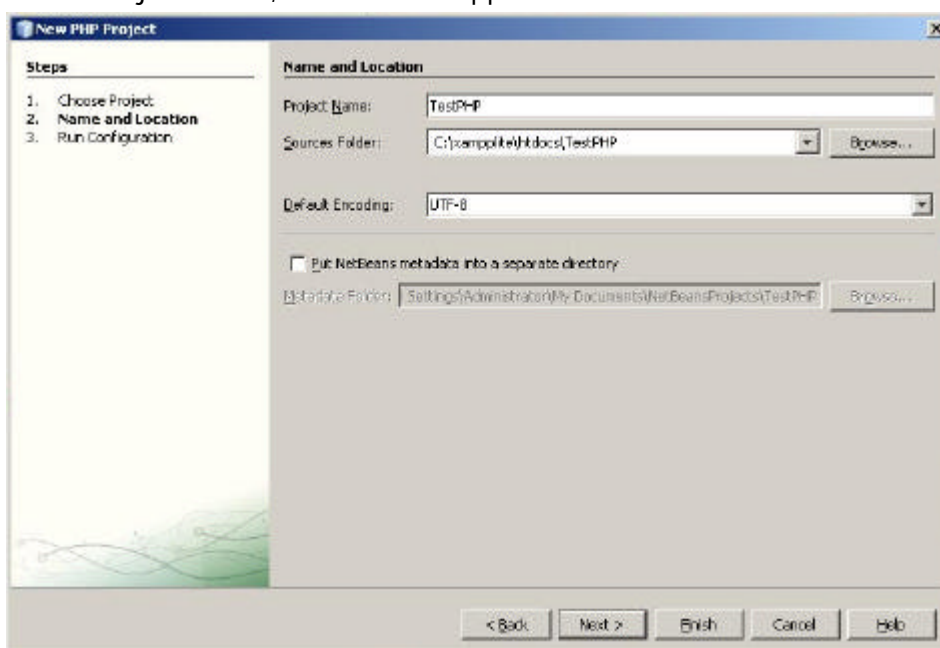 New PHP Project
Steps
1. Choose Project
2. Name and Location
3. Run Configuration
Name and Location
Project Name: TestPHP
Sources Folder: C:\xampplite\htdocs\TestPHP Browse...
Default Encoding: UTF-8
Put NetBeans metadata into a separate directory
Metadata Folder: Settings\Administrator\My Documents\NetBeansProjects\TestPHP Browse...
< Back Next > Finish Cancel Help